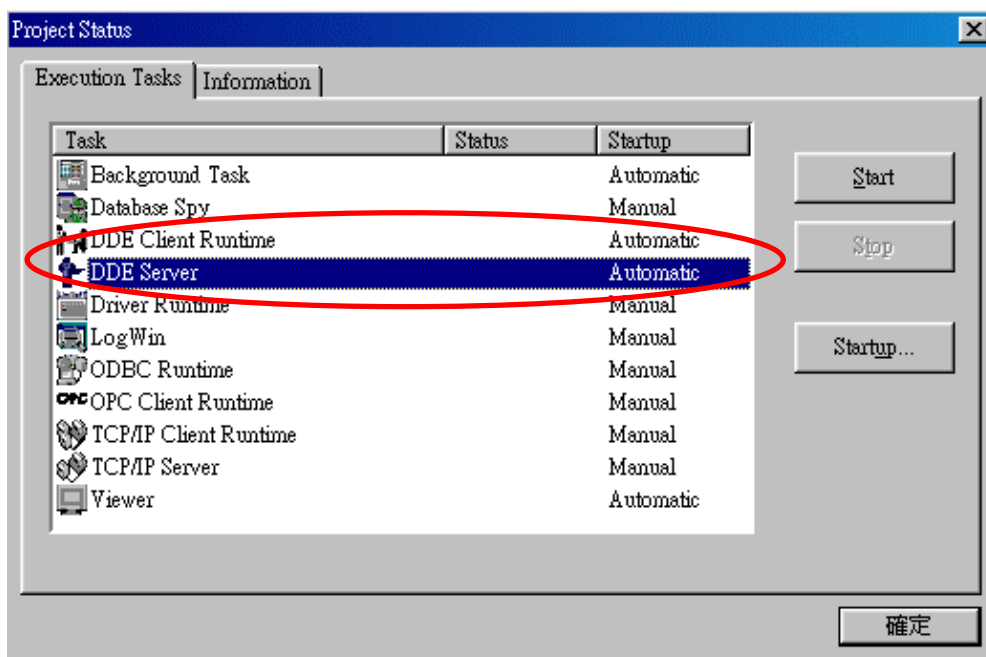 Project Status
Execution Tasks Information
Task Status Startup
Background Task Automatic
Database Spy Manual
DDE Client Runtime Automatic
DDE Server Automatic
Driver Runtime Manual
LogWin Manual
ODBC Runtime Manual
OPC OPC Client Runtime Manual
TCP/IP Client Runtime Manual
TCP/IP Server Manual
Viewer Automatic
Start
Stop
Startup...
確定